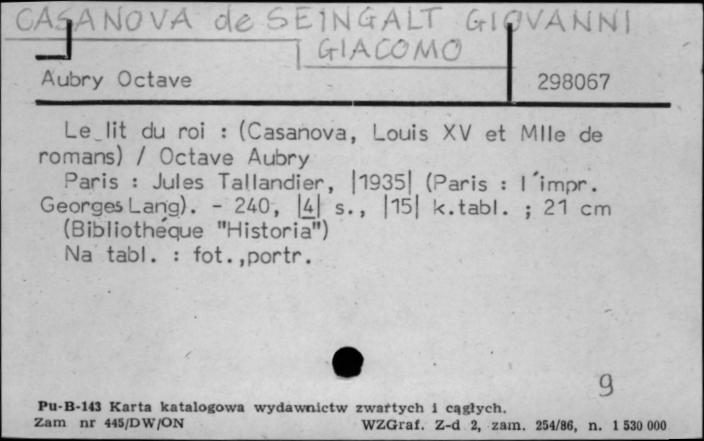 CASANOVA de SEINGALT GIOVANNI
GIACOMO
Aubry Octave 298067
Le lit du roi : (Casanova, Louis XV et Mlle de
romans) / Octave Aubry
Paris : Jules Tallandier, |1935| (Paris : l'impr.
Georges Lang). - 240, |4| s., |15| k.tabl. ; 21 cm
(Bibliothéque "Historia")
Na tabl. : fot.,portr.
9
Pu-B-143 Karta katalogowa wydawnictw zwartych i ciągłych.
Zam nr 445/DW/ON WZGraf. Z-d 2, zam. 254/86, n. 1 530 000